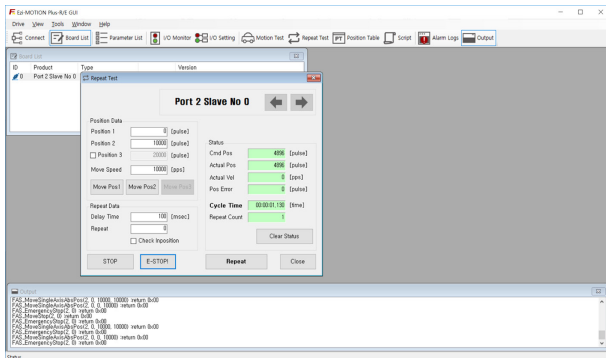 Ezi-MOTION Plus-R/E GUI
Drive View Tools Window Help
Connect Board List Parameter List I/O Monitor I/O Setting Motion Test Repeat Test Position Table Script Alarm Logs Output
Board List
ID Product Type Version
0 Port 2 Slave No 0
Repeat Test
Port 2 Slave No 0
Position Data
Position 1 0 [pulse]
Position 2 10000 [pulse]
Position 3 20000 [pulse]
Move Speed 10000 [pps]
Move Pos1 Move Pos2 Move Pos3
Status
Cmd Pos 4896 [pulse]
Actual Pos 4896 [pulse]
Actual Vel 0 [pps]
Pos Error 0 [pulse]
Cycle Time 00:00:01.130 [time]
Repeat Count 1
Clear Status
Repeat Data
Delay Time 100 [msec]
Repeat 0
Check Inposition
STOP E-STOP! Repeat Close
Output
FAS_MoveSingleAxisAbsPos(2, 0, 10000, 10000) :return 0x00
FAS_MoveSingleAxisAbsPos(2, 0, 0, 10000) :return 0x00
FAS_EmergencyStop(2, 0) :return 0x00
FAS_MoveStop(2, 0) :return 0x00
FAS_EmergencyStop(2, 0) :return 0x00
FAS_MoveSingleAxisAbsPos(2, 0, 10000, 10000) :return 0x00
FAS_EmergencyStop(2, 0) :return 0x00
FAS_MoveSingleAxisAbsPos(2, 0, 0, 10000) :return 0x00
FAS_EmergencyStop(2, 0) :return 0x00
Status